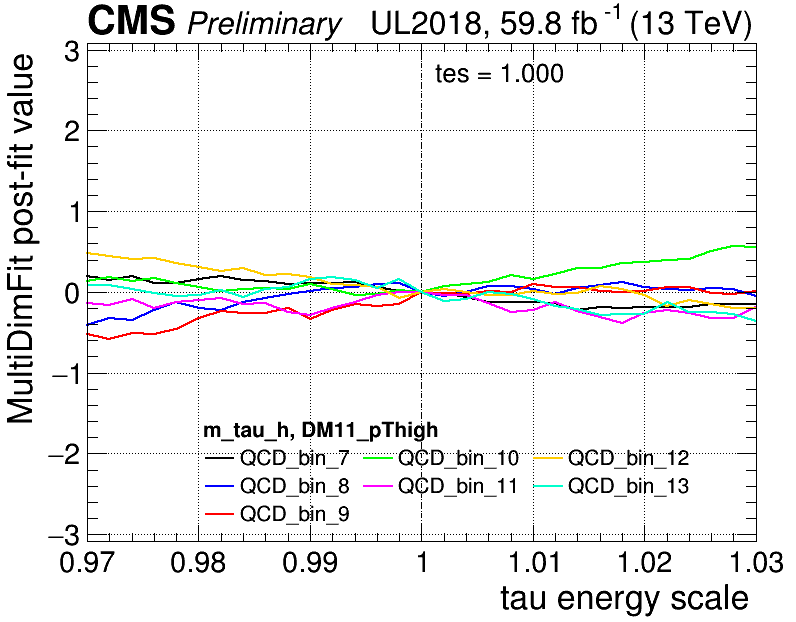 CMS Preliminary UL2018, 59.8 fb⁻¹ (13 TeV)
MultiDimFit post-fit value
3
2
1
0
−1
−2
−3
tes = 1.000
m_tau_h, DM11_pThigh
QCD_bin_7 QCD_bin_10 QCD_bin_12
QCD_bin_8 QCD_bin_11 QCD_bin_13
QCD_bin_9
0.97 0.98 0.99 1 1.01 1.02 1.03
tau energy scale